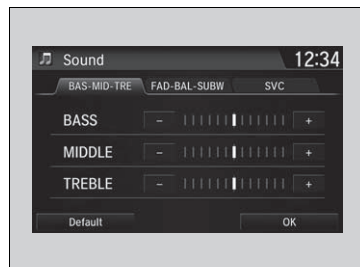 Sound 12:34
BAS-MID-TRE FAD-BAL-SUBW SVC
BASS - +
MIDDLE - +
TREBLE - +
Default OK